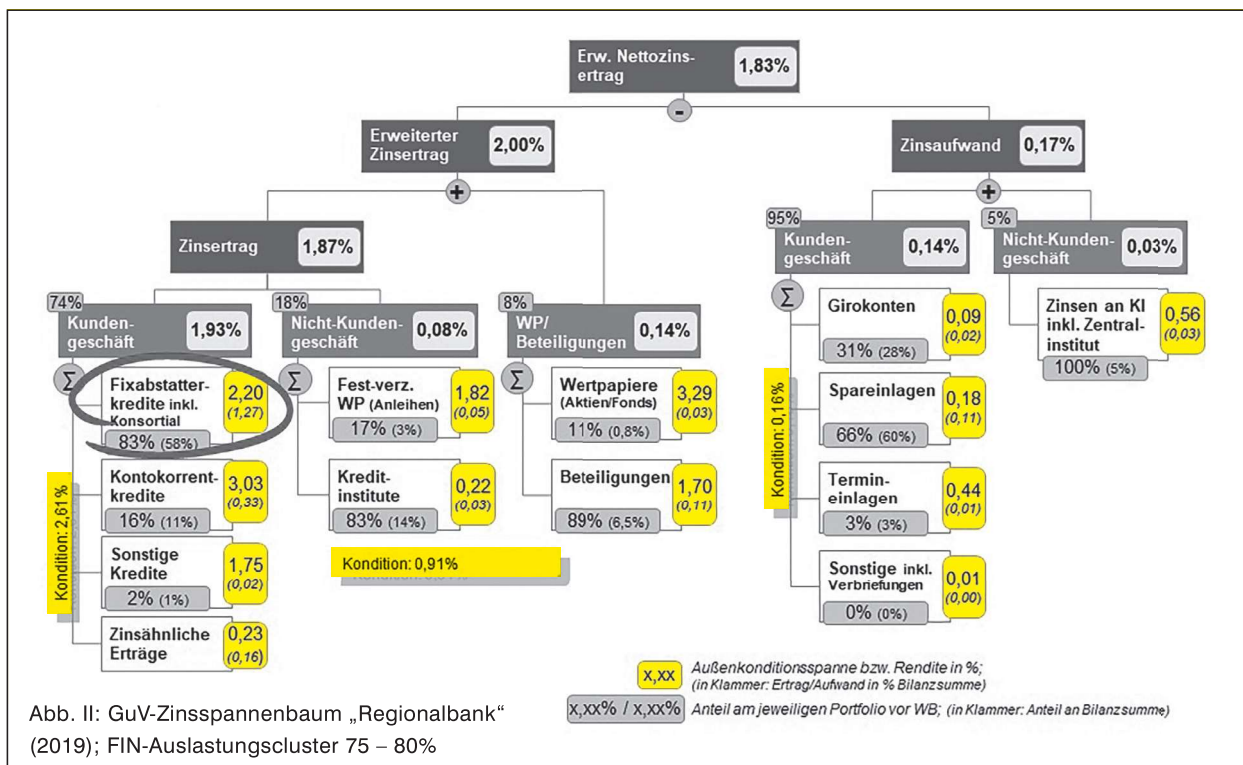 Erw. Nettozins-
ertrag
1,83%
-
Erweiterter
Zinsertrag
2,00%
Zinsaufwand
0,17%
+
+
Zinsertrag
1,87%
95%
Kunden-
geschäft
0,14%
5%
Nicht-Kunden-
geschäft
0,03%
74%
Kunden-
geschäft
1,93%
18%
Nicht-Kunden-
geschäft
0,08%
8%
WP/
Beteiligungen
0,14%
Σ
Fixabstatter-
kredite inkl.
Konsortial
2,20
(1,27)
83% (58%)
Kontokorrent-
kredite
3,03
(0,33)
16% (11%)
Sonstige
Kredite
1,75
(0,02)
2% (1%)
Zinsähnliche
Erträge
0,23
(0,16)
Kondition: 2,61%
Σ
Fest-verz.
WP (Anleihen)
1,82
(0,05)
17% (3%)
Kredit-
institute
0,22
(0,03)
83% (14%)
Kondition: 0,91%
Σ
Wertpapiere
(Aktien/Fonds)
3,29
(0,03)
11% (0,8%)
Beteiligungen
1,70
(0,11)
89% (6,5%)
Σ
Girokonten
0,09
(0,02)
31% (28%)
Spareinlagen
0,18
(0,11)
66% (60%)
Termin-
einlagen
0,44
(0,01)
3% (3%)
Sonstige inkl.
Verbriefungen
0,01
(0,00)
0% (0%)
Kondition: 0,16%
Zinsen an KI
inkl. Zentral-
institut
0,56
(0,03)
100% (5%)
x,xx
Außenkonditionsspanne bzw. Rendite in %;
(in Klammer: Ertrag/Aufwand in % Bilanzsumme)
x,xx% / x,xx%
Anteil am jeweiligen Portfolio vor WB; (in Klammer: Anteil an Bilanzsumme)
Abb. II: GuV-Zinsspannenbaum „Regionalbank“
(2019); FIN-Auslastungscluster 75 – 80%